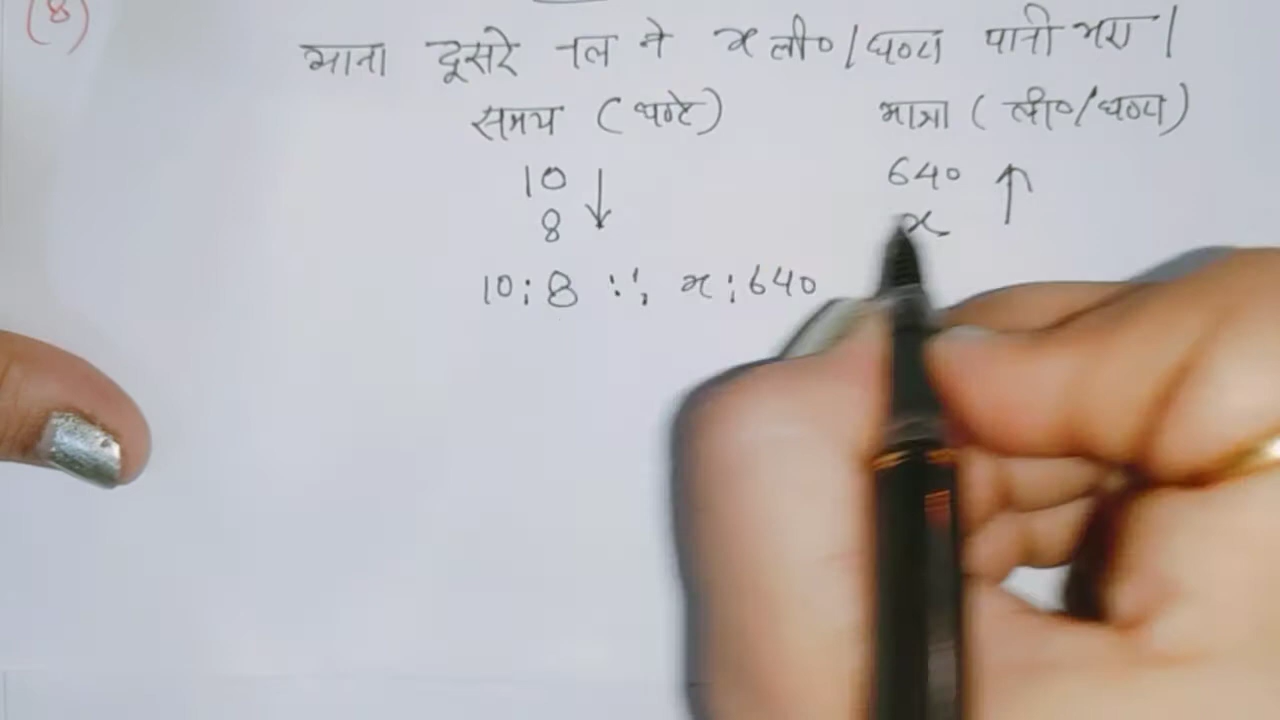 (8)
माना दूसरे नल ने x ली०/घण्टा पानी भरा।
समय (घण्टे) मात्रा (ली०/घण्टा)
10 ↓ 640 ↑
8 x
10 : 8 :: x : 640